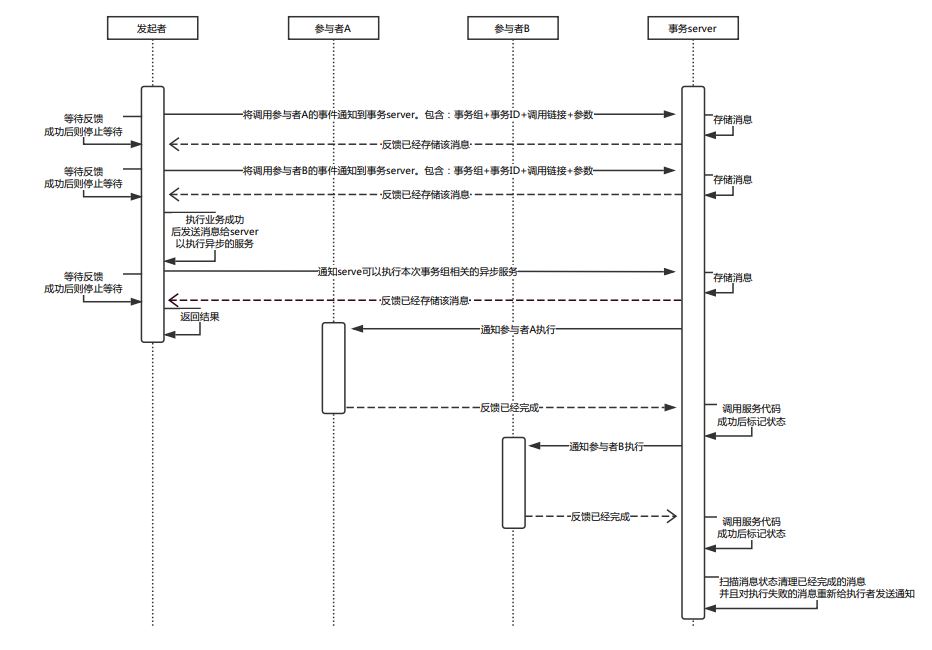 发起者
参与者A
参与者B
事务server
等待反馈
成功后则停止等待
将调用参与者A的事件通知到事务server。包含：事务组+事务ID+调用链接+参数
存储消息
反馈已经存储该消息
等待反馈
成功后则停止等待
将调用参与者B的事件通知到事务server。包含：事务组+事务ID+调用链接+参数
存储消息
反馈已经存储该消息
执行业务成功
后发送消息给server
以执行异步的服务
等待反馈
成功后则停止等待
通知serve可以执行本次事务组相关的异步服务
存储消息
反馈已经存储该消息
返回结果
通知参与者A执行
反馈已经完成
调用服务代码
成功后标记状态
通知参与者B执行
反馈已经完成
调用服务代码
成功后标记状态
扫描消息状态清理已经完成的消息
并且对执行失败的消息重新给执行者发送通知